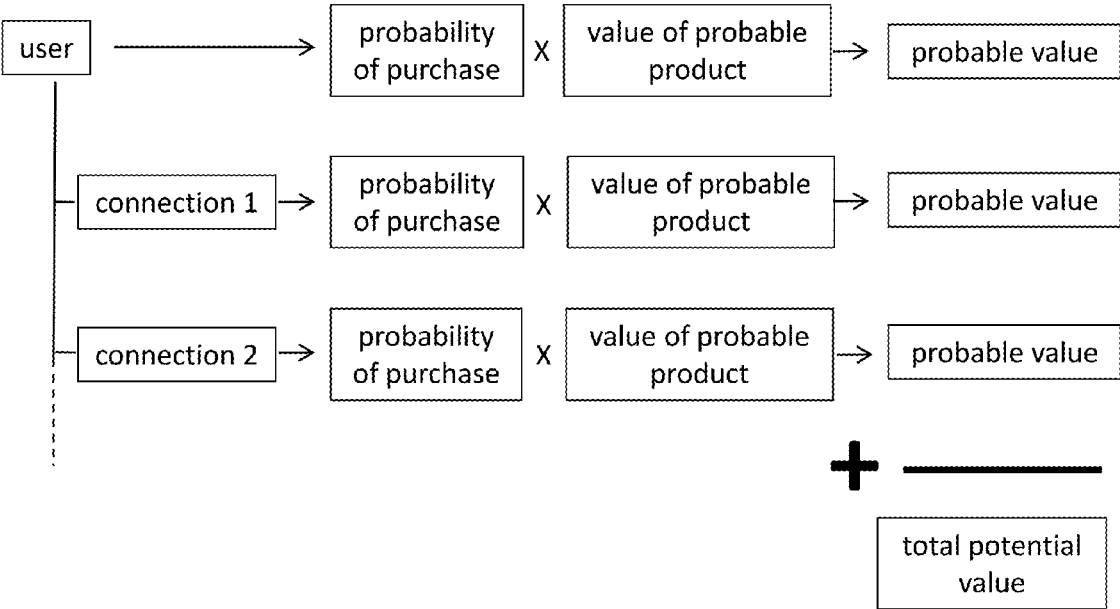 user
probability
of purchase
X
value of probable
product
probable value
connection 1
probability
of purchase
X
value of probable
product
probable value
connection 2
probability
of purchase
X
value of probable
product
probable value
+
total potential
value